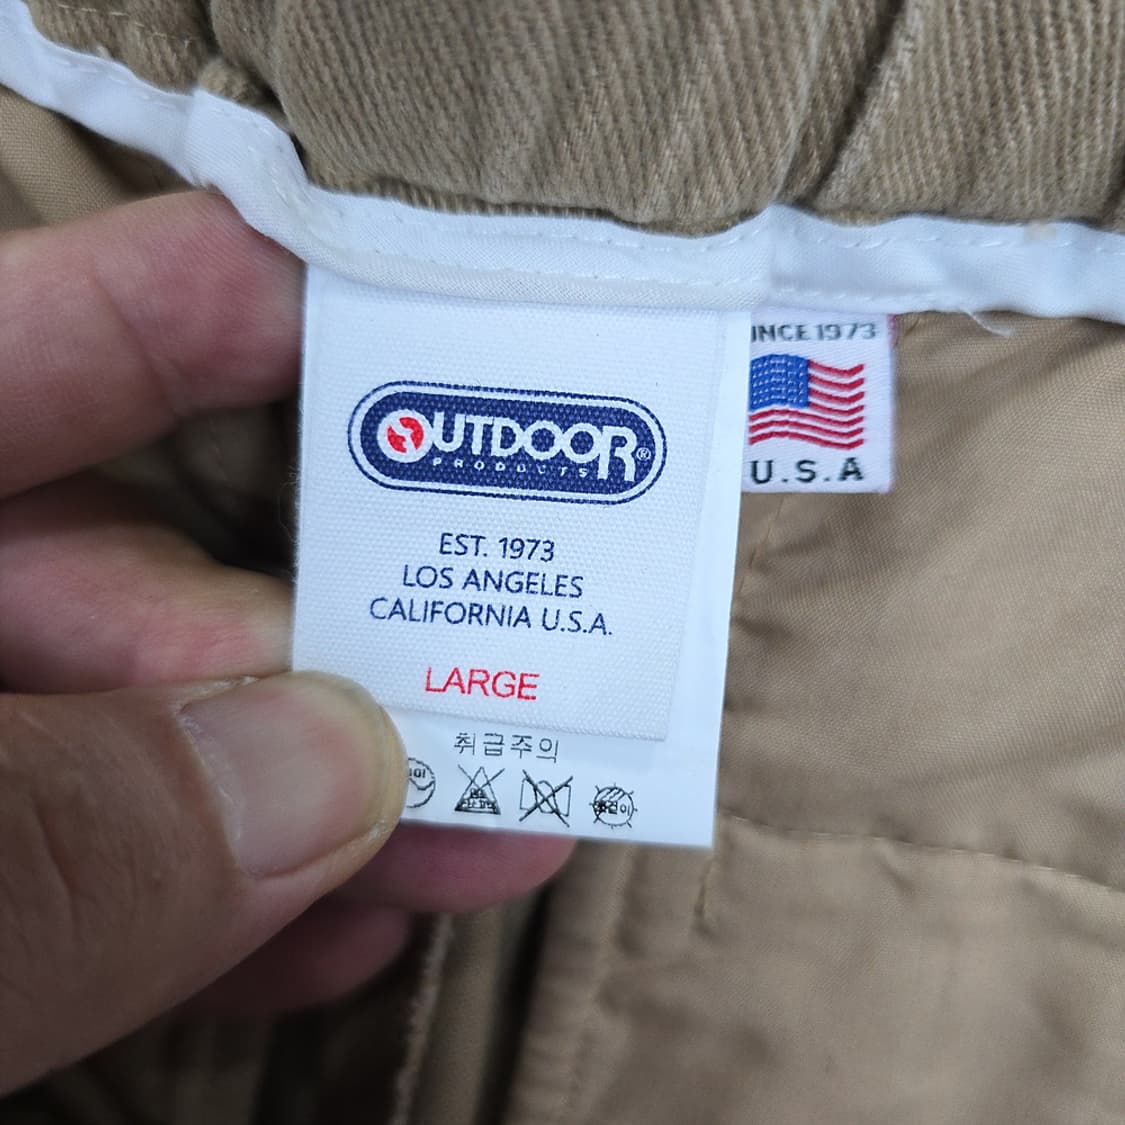 OUTDOOR®
PRODUCTS
EST. 1973
LOS ANGELES
CALIFORNIA U.S.A.
LARGE
취급주의
INCE 1973
U.S.A